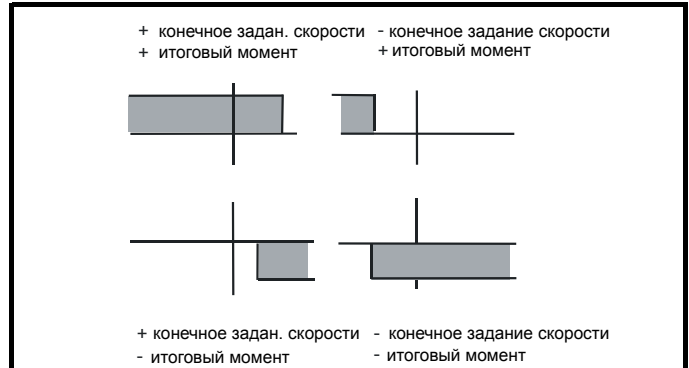 + конечное задан. скорости - конечное задание скорости
+ итоговый момент + итоговый момент
+ конечное задан. скорости - конечное задание скорости
- итоговый момент - итоговый момент